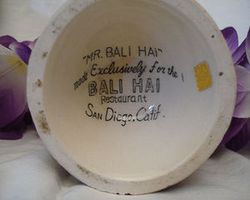 "MR. BALI HAI"
made Exclusively for the
BALI HAI
Restaurant
San Diego, Calif.